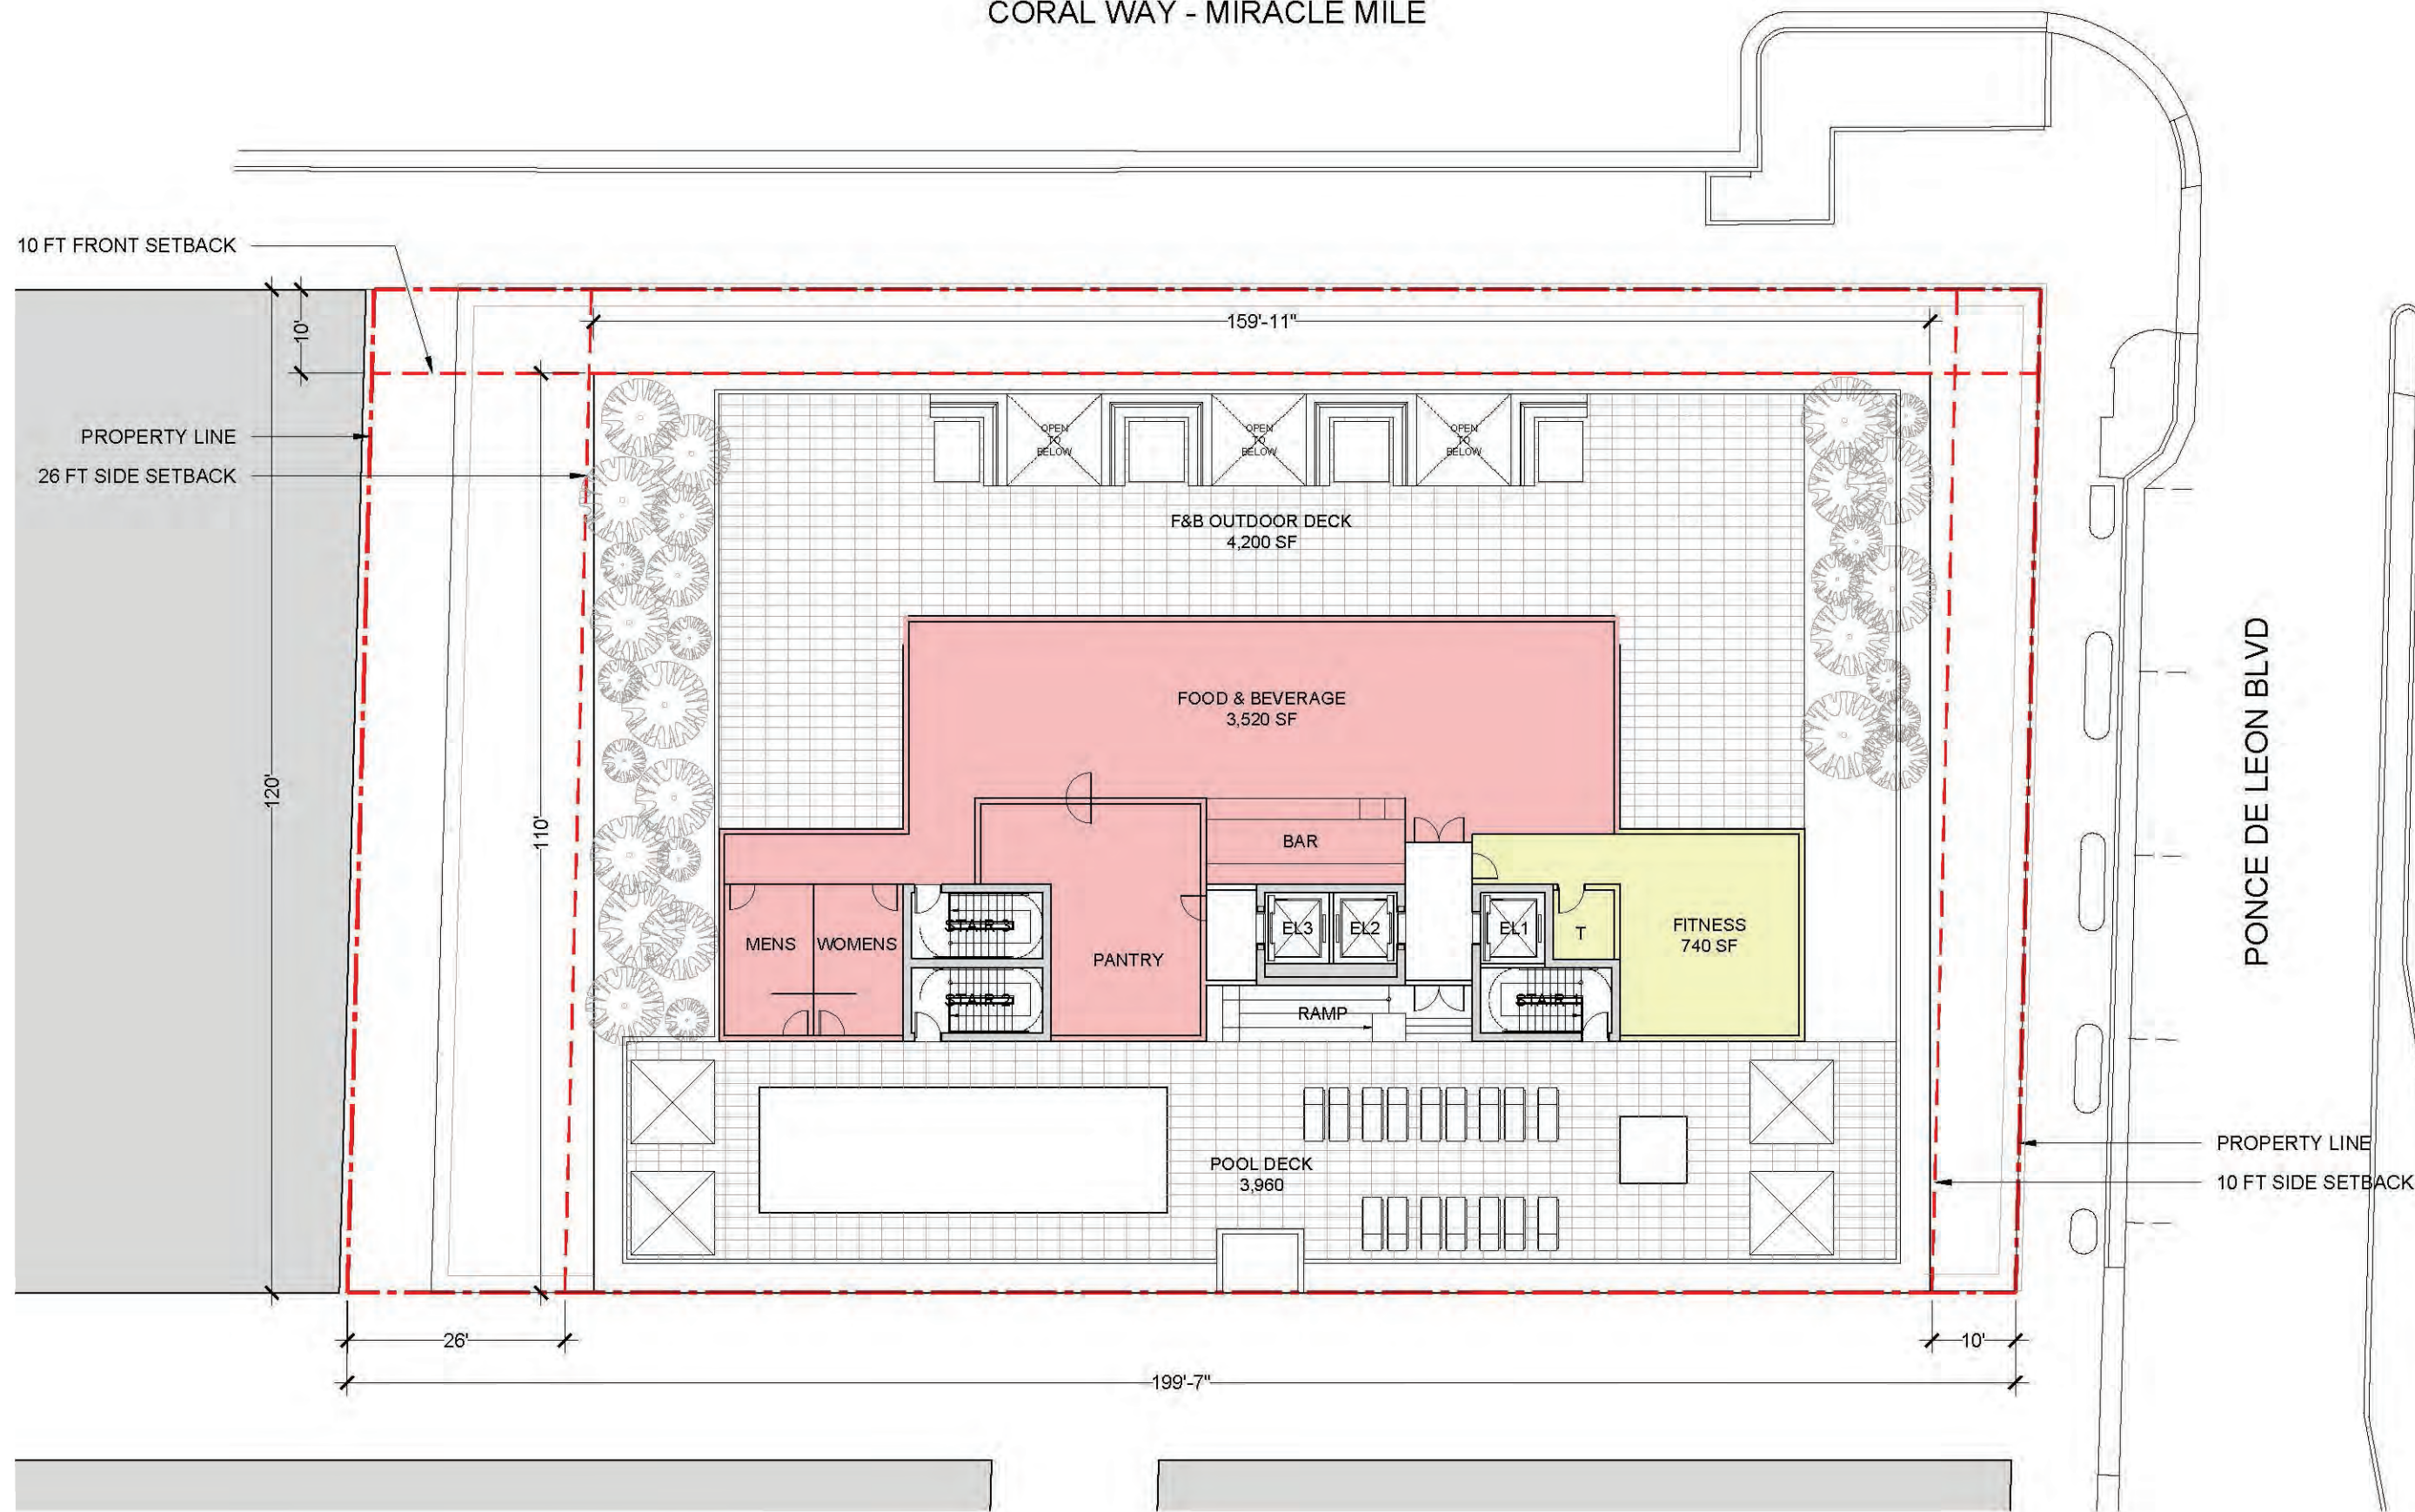 CORAL WAY - MIRACLE MILE
10 FT FRONT SETBACK
10'
159'-11"
PROPERTY LINE
26 FT SIDE SETBACK
OPEN
TO
BELOW
OPEN
TO
BELOW
OPEN
TO
BELOW
F&B OUTDOOR DECK
4,200 SF
FOOD & BEVERAGE
3,520 SF
120'
110'
BAR
PONCE DE LEON BLVD
MENS
WOMENS
STAIR 3
STAIR 2
PANTRY
EL3
EL2
EL1
T
FITNESS
740 SF
STAIR 1
RAMP
POOL DECK
3,960
PROPERTY LINE
10 FT SIDE SETBACK
26'
10'
199'-7"